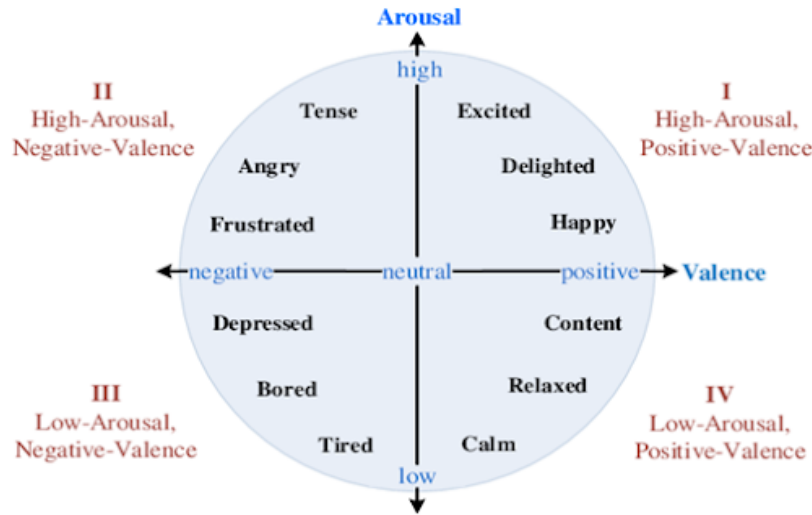 Arousal
high
II
High-Arousal,
Negative-Valence
I
High-Arousal,
Positive-Valence
Tense
Excited
Angry
Delighted
Frustrated
Happy
negative
neutral
positive
Valence
Depressed
Content
Bored
Relaxed
Tired
Calm
III
Low-Arousal,
Negative-Valence
IV
Low-Arousal,
Positive-Valence
low